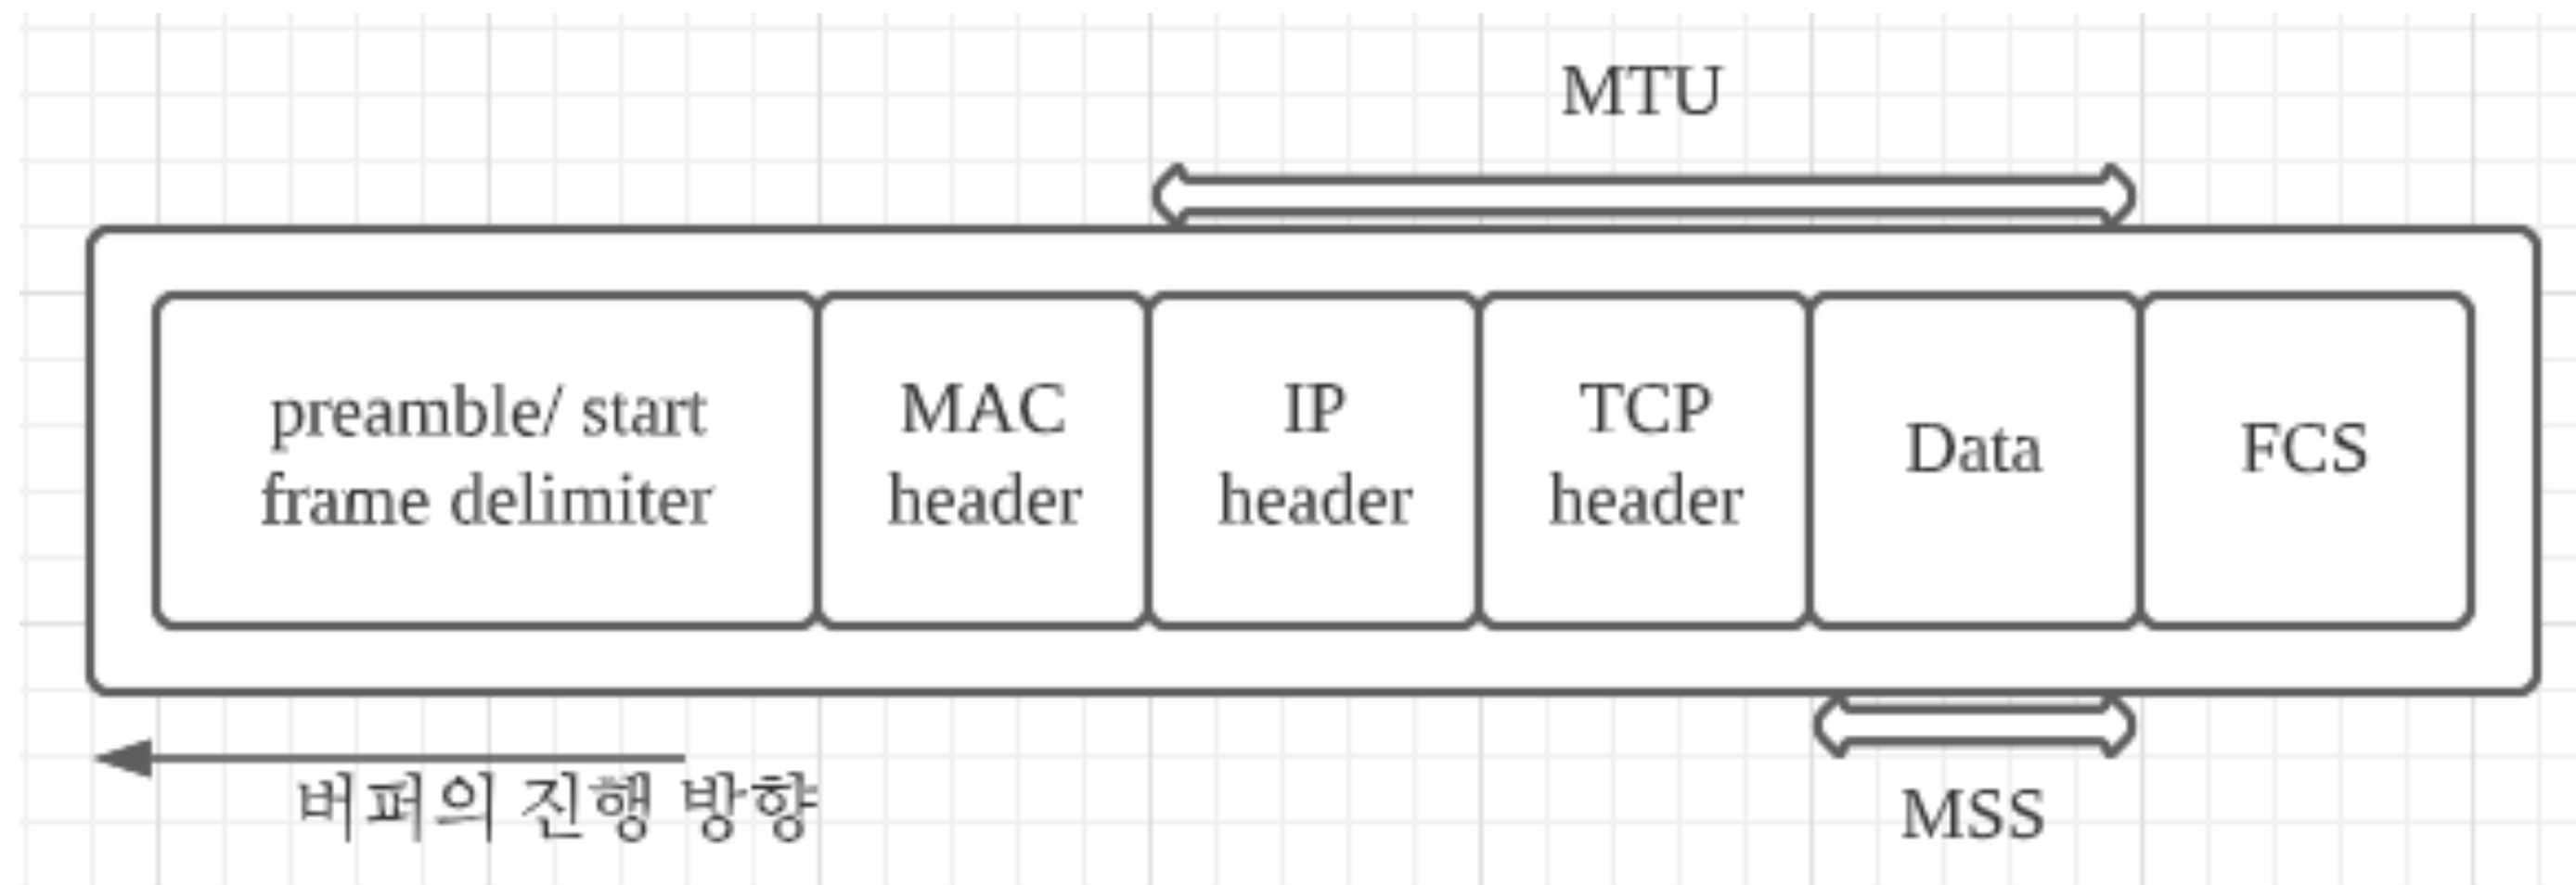 MTU
preamble/ start
frame delimiter
MAC
header
IP
header
TCP
header
Data
FCS
버퍼의 진행 방향
MSS